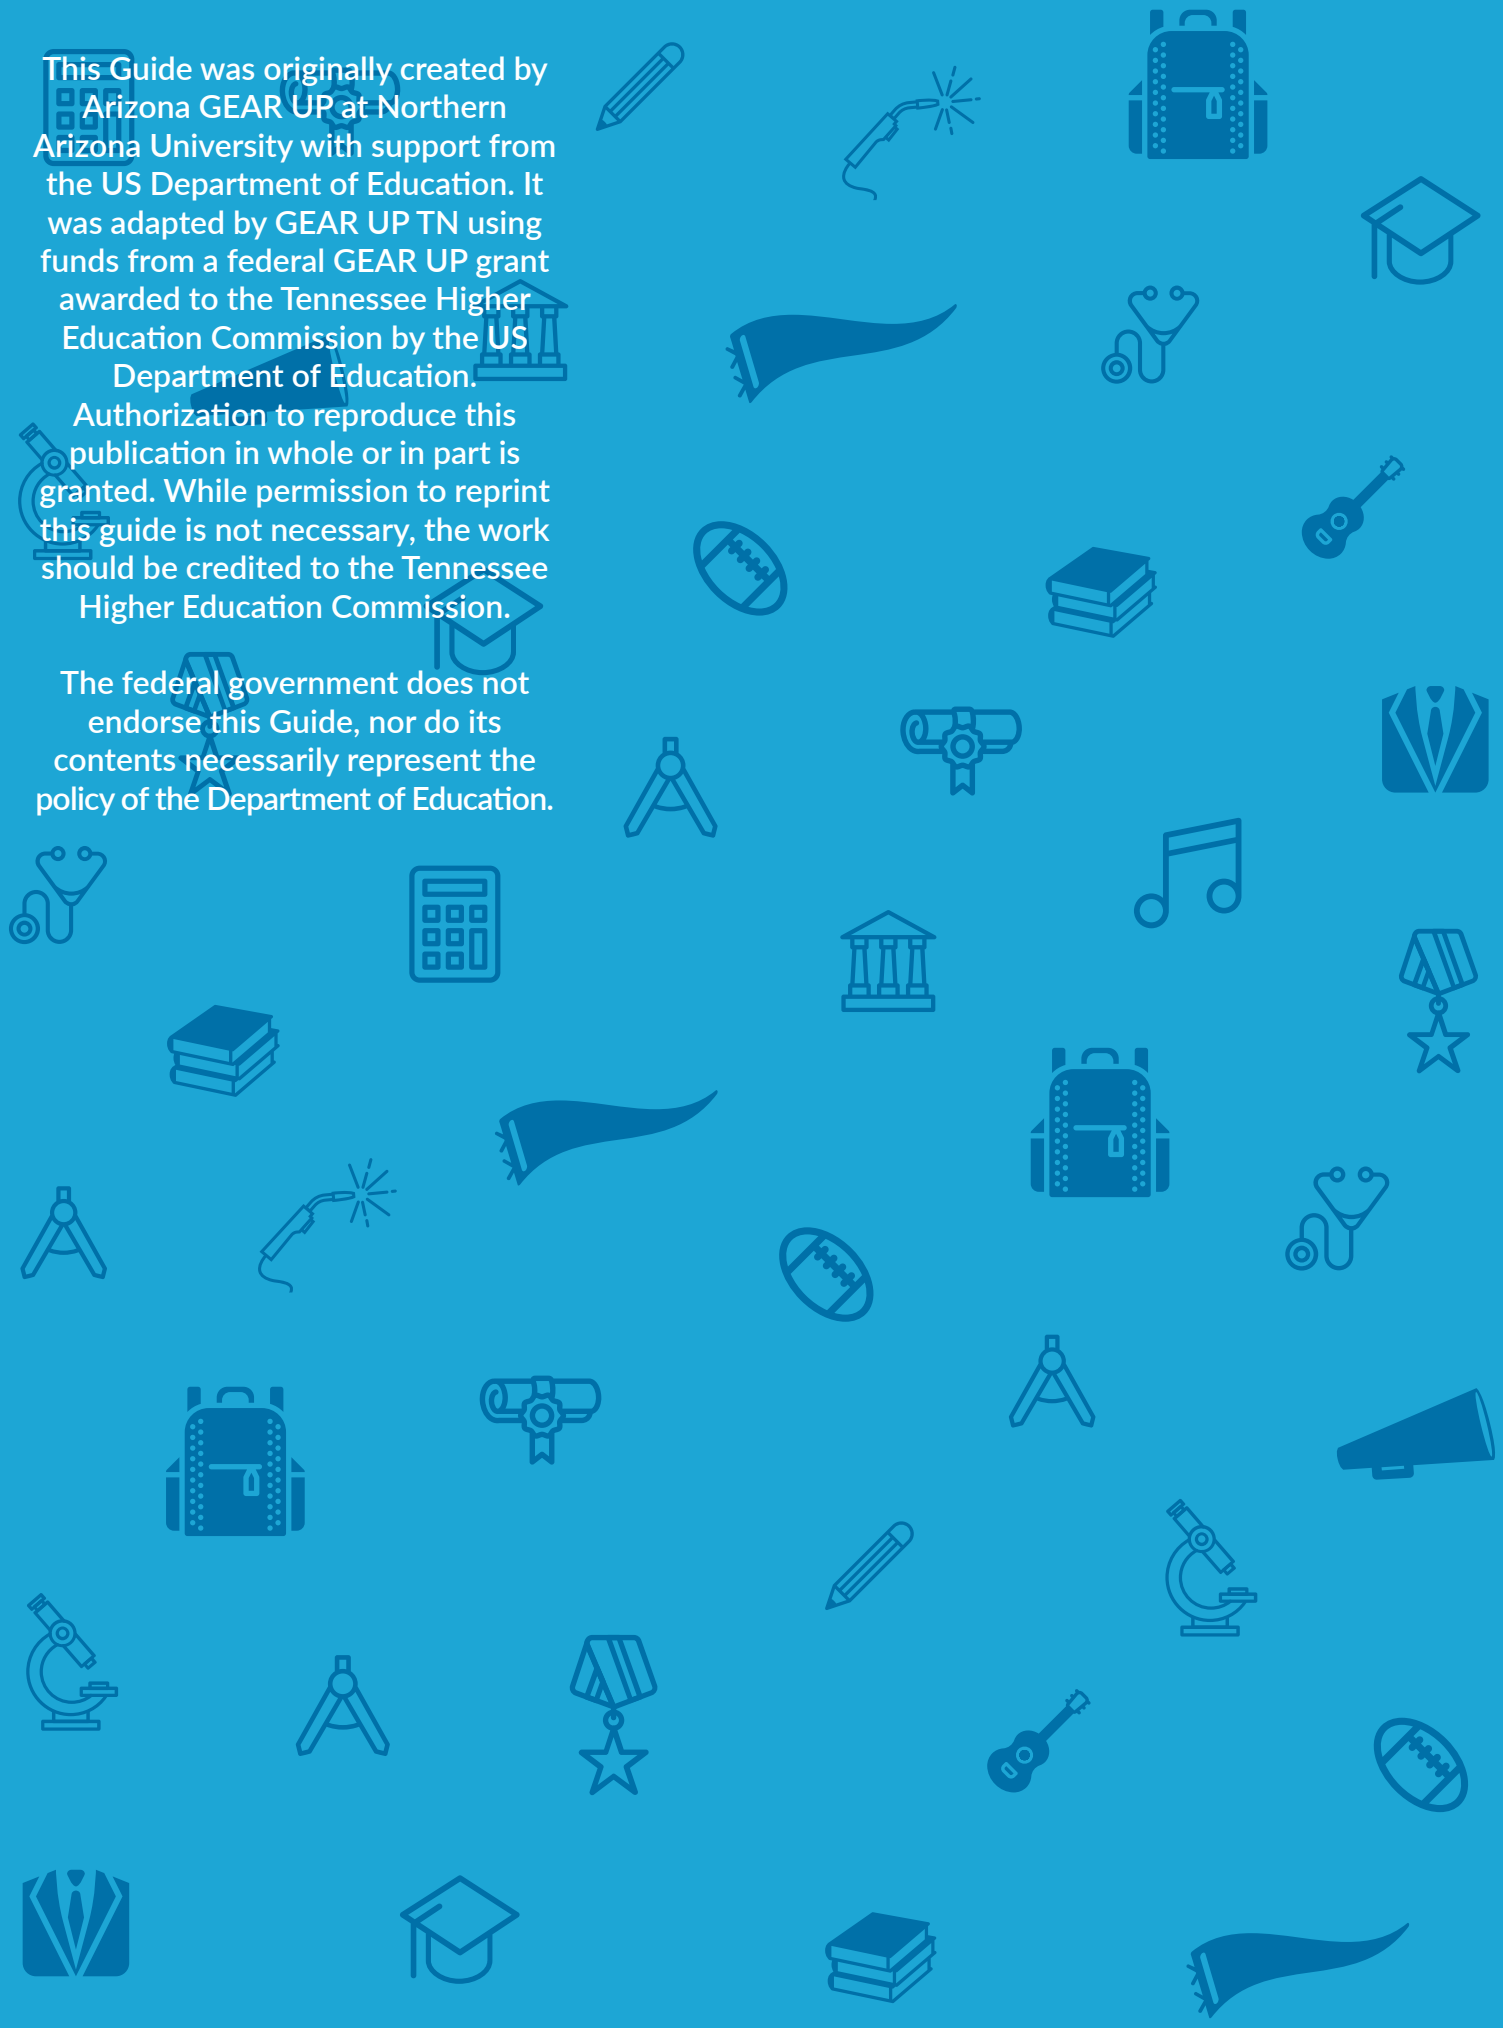 This Guide was originally created by
Arizona GEAR UP at Northern
Arizona University with support from
the US Department of Education. It
was adapted by GEAR UP TN using
funds from a federal GEAR UP grant
awarded to the Tennessee Higher
Education Commission by the US
Department of Education.
Authorization to reproduce this
publication in whole or in part is
granted. While permission to reprint
this guide is not necessary, the work
should be credited to the Tennessee
Higher Education Commission.
The federal government does not
endorse this Guide, nor do its
contents necessarily represent the
policy of the Department of Education.